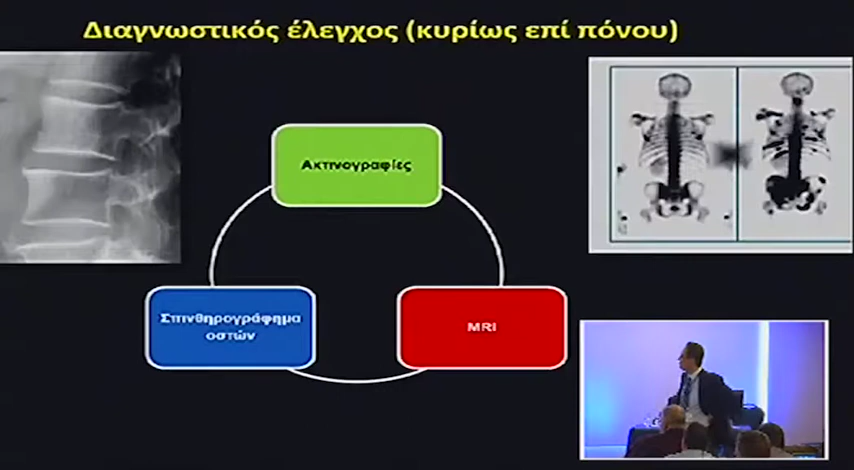 Διαγνωστικός έλεγχος (κυρίως επί πόνου)
Ακτινογραφίες
Σπινθηρογράφημα
οστών
MRI